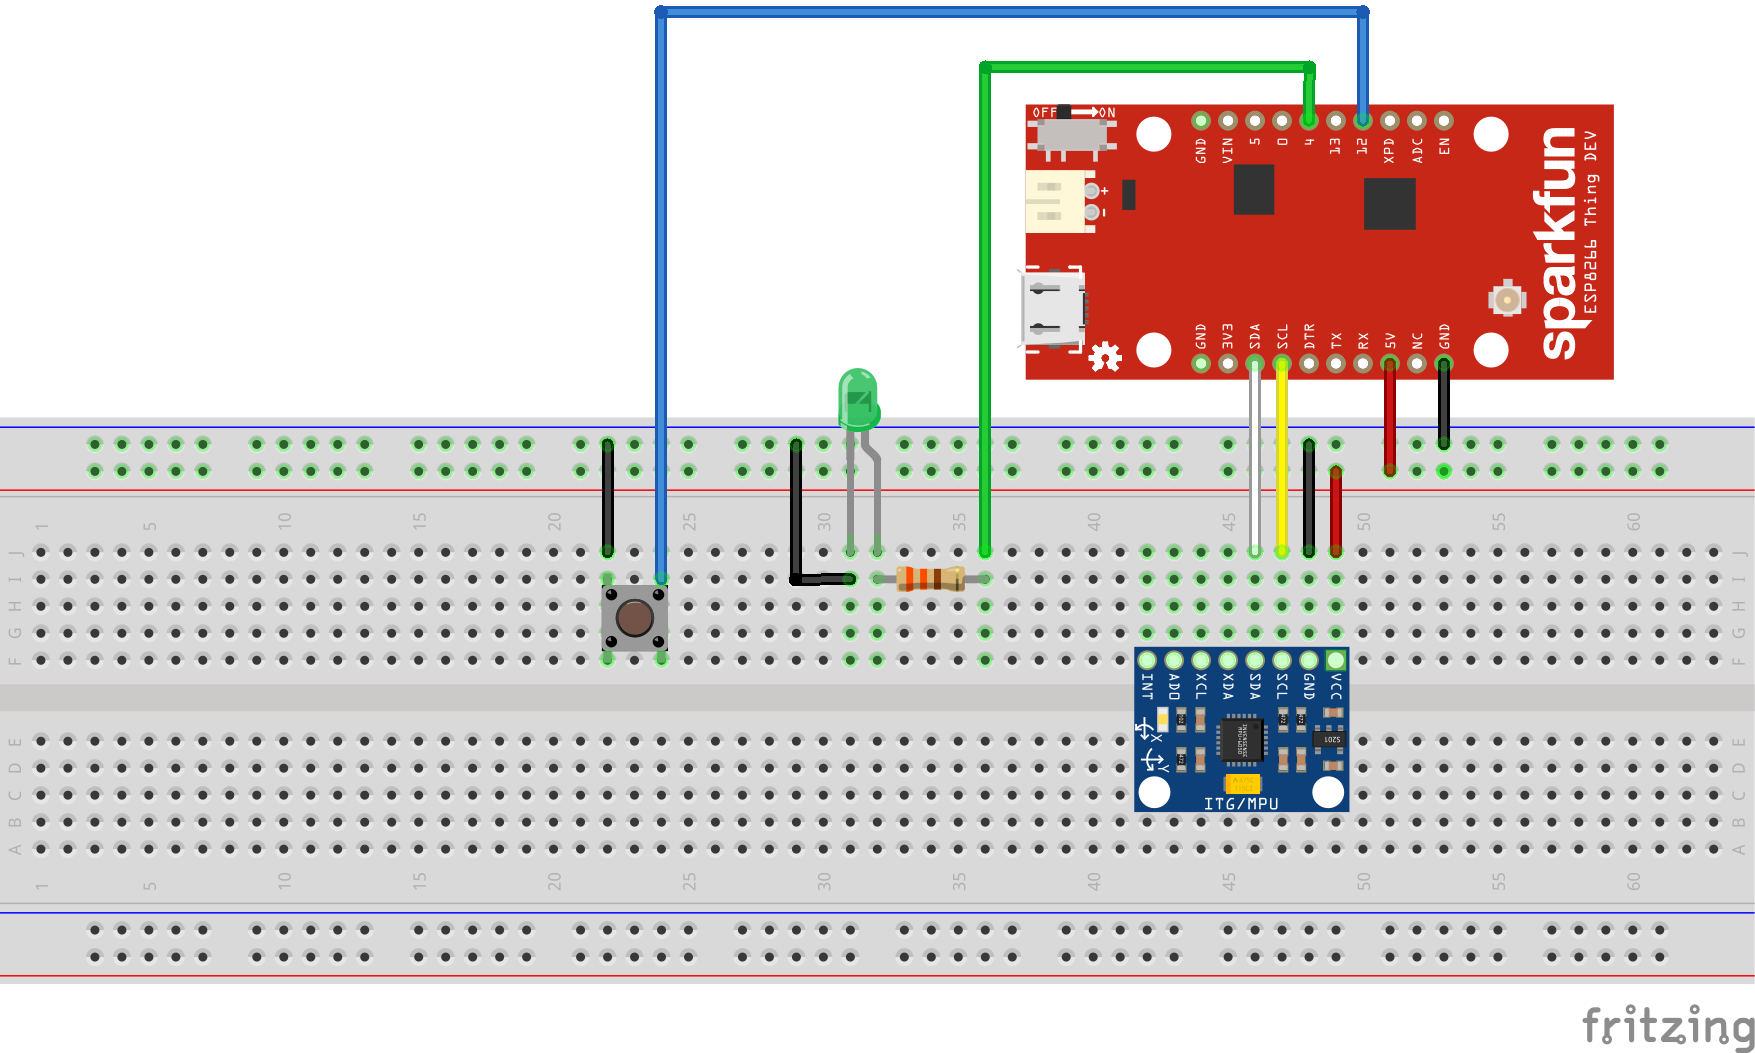 OFF ON
GND VIN 5 0 4 13 12 XPD ADC EN
+
-
sparkfun
ESP8266 Thing DEV
GND 3V3 SDA SCL DTR TX RX 5V NC GND
1 5 10 15 20 25 30 35 40 45 50 55 60
J J
I I
H H
G G
F F
INT AD0 XCL XDA SDA SCL GND VCC
X
Y
ITG/MPU
E E
D D
C C
B B
A A
1 5 10 15 20 25 30 35 40 45 50 55 60
fritzing